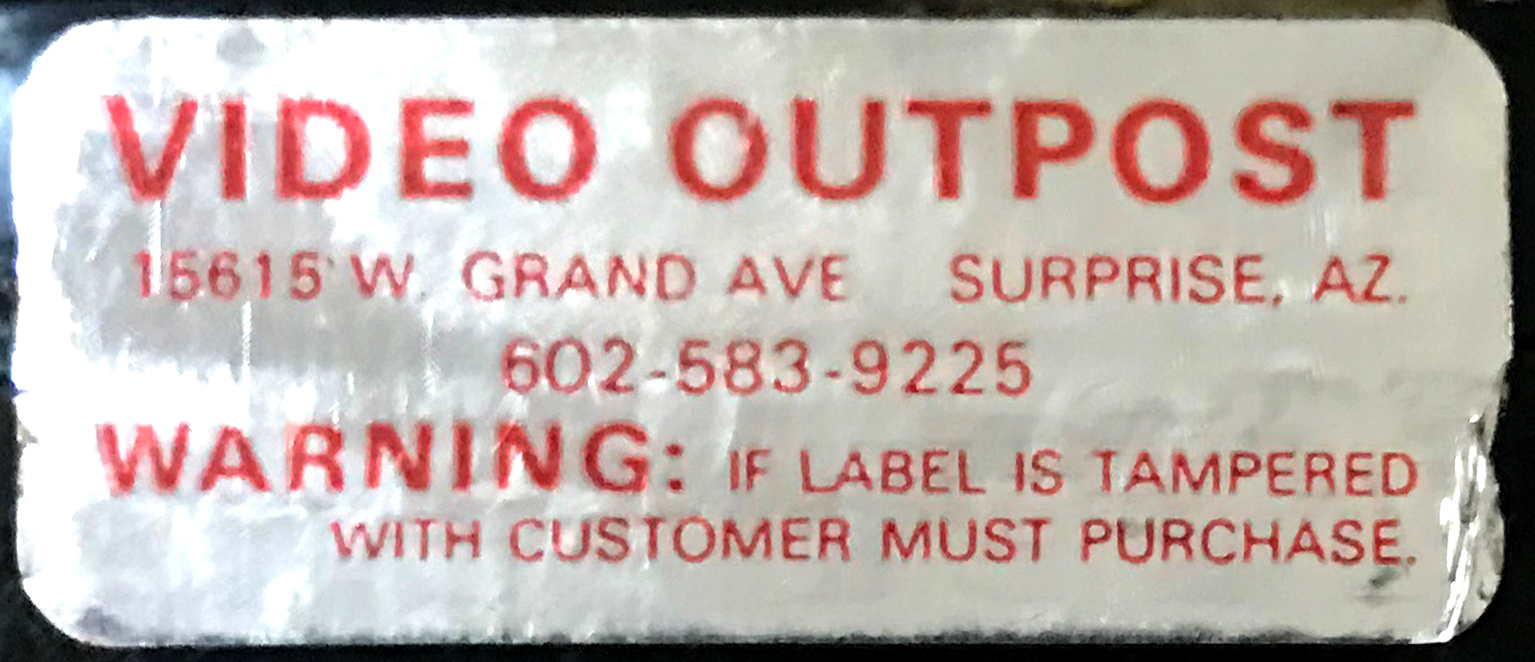 VIDEO OUTPOST
15615 W. GRAND AVE SURPRISE, AZ.
602-583-9225
WARNING: IF LABEL IS TAMPERED
WITH CUSTOMER MUST PURCHASE.